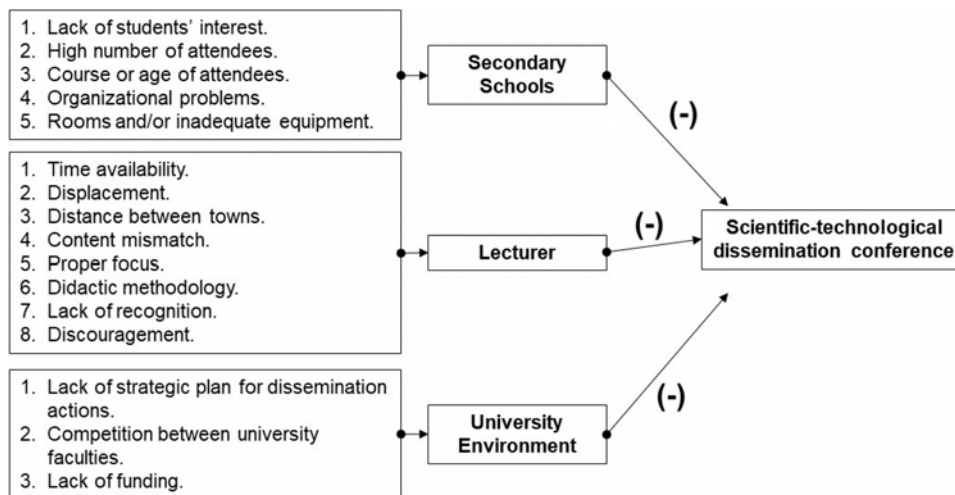 1. Lack of students' interest.
2. High number of attendees.
3. Course or age of attendees.
4. Organizational problems.
5. Rooms and/or inadequate equipment.
Secondary
Schools
(-)
1. Time availability.
2. Displacement.
3. Distance between towns.
4. Content mismatch.
5. Proper focus.
6. Didactic methodology.
7. Lack of recognition.
8. Discouragement.
Lecturer
(-)
Scientific-technological
dissemination conference
1. Lack of strategic plan for dissemination
actions.
2. Competition between university
faculties.
3. Lack of funding.
University
Environment
(-)